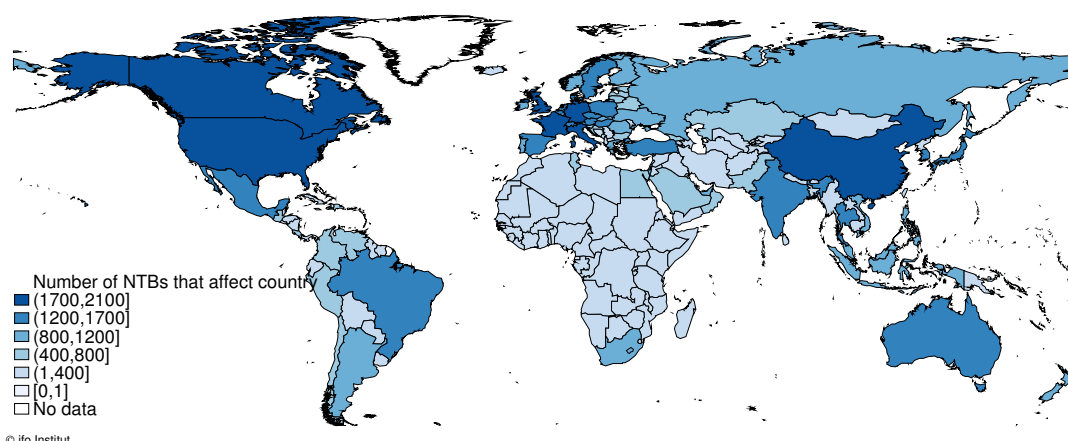 Number of NTBs that affect country
(1700,2100]
(1200,1700]
(800,1200]
(400,800]
(1,400]
[0,1]
No data
© ifo Institut